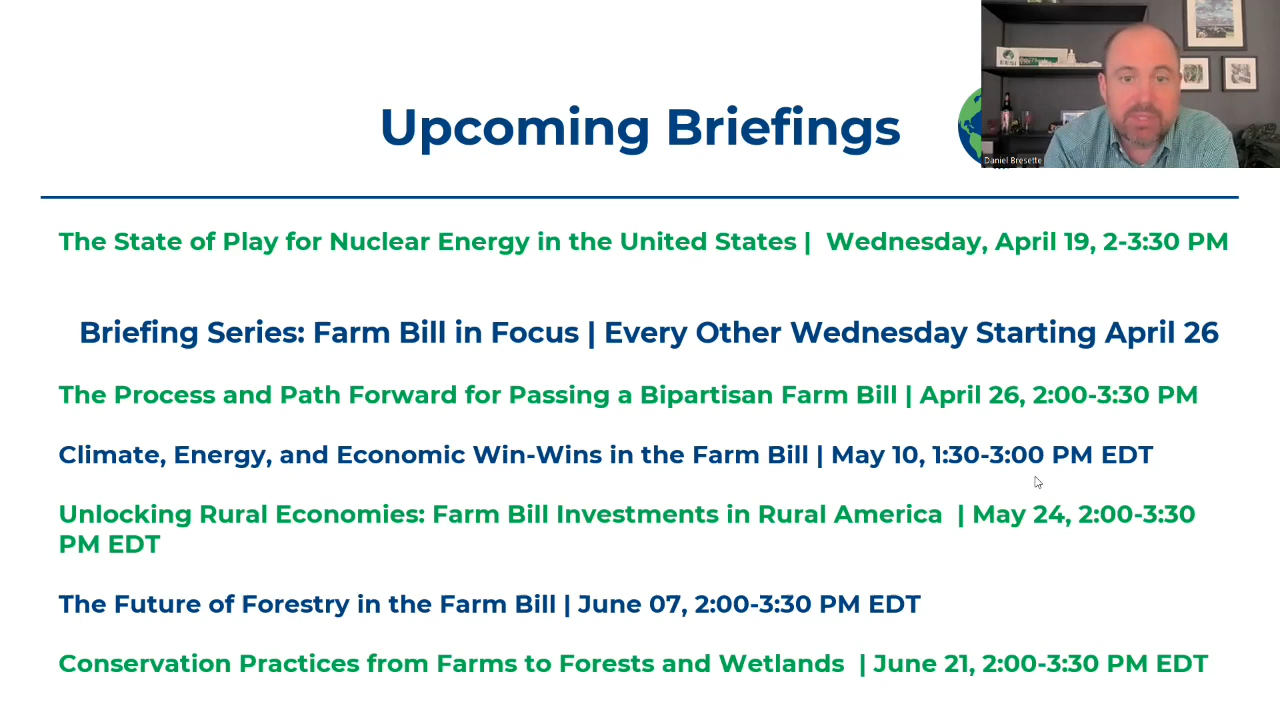 Upcoming Briefings
Daniel Bresette
The State of Play for Nuclear Energy in the United States | Wednesday, April 19, 2-3:30 PM
Briefing Series: Farm Bill in Focus | Every Other Wednesday Starting April 26
The Process and Path Forward for Passing a Bipartisan Farm Bill | April 26, 2:00-3:30 PM
Climate, Energy, and Economic Win-Wins in the Farm Bill | May 10, 1:30-3:00 PM EDT
Unlocking Rural Economies: Farm Bill Investments in Rural America | May 24, 2:00-3:30
PM EDT
The Future of Forestry in the Farm Bill | June 07, 2:00-3:30 PM EDT
Conservation Practices from Farms to Forests and Wetlands | June 21, 2:00-3:30 PM EDT